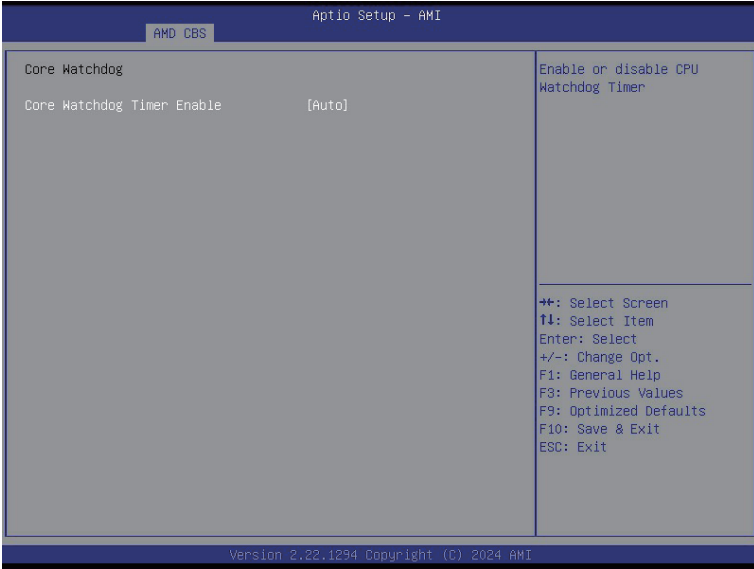 Aptio Setup – AMI
AMD CBS
Core Watchdog
Core Watchdog Timer Enable [Auto]
Enable or disable CPU
Watchdog Timer
→←: Select Screen
↑↓: Select Item
Enter: Select
+/-: Change Opt.
F1: General Help
F3: Previous Values
F9: Optimized Defaults
F10: Save & Exit
ESC: Exit
Version 2.22.1294 Copyright (C) 2024 AMI